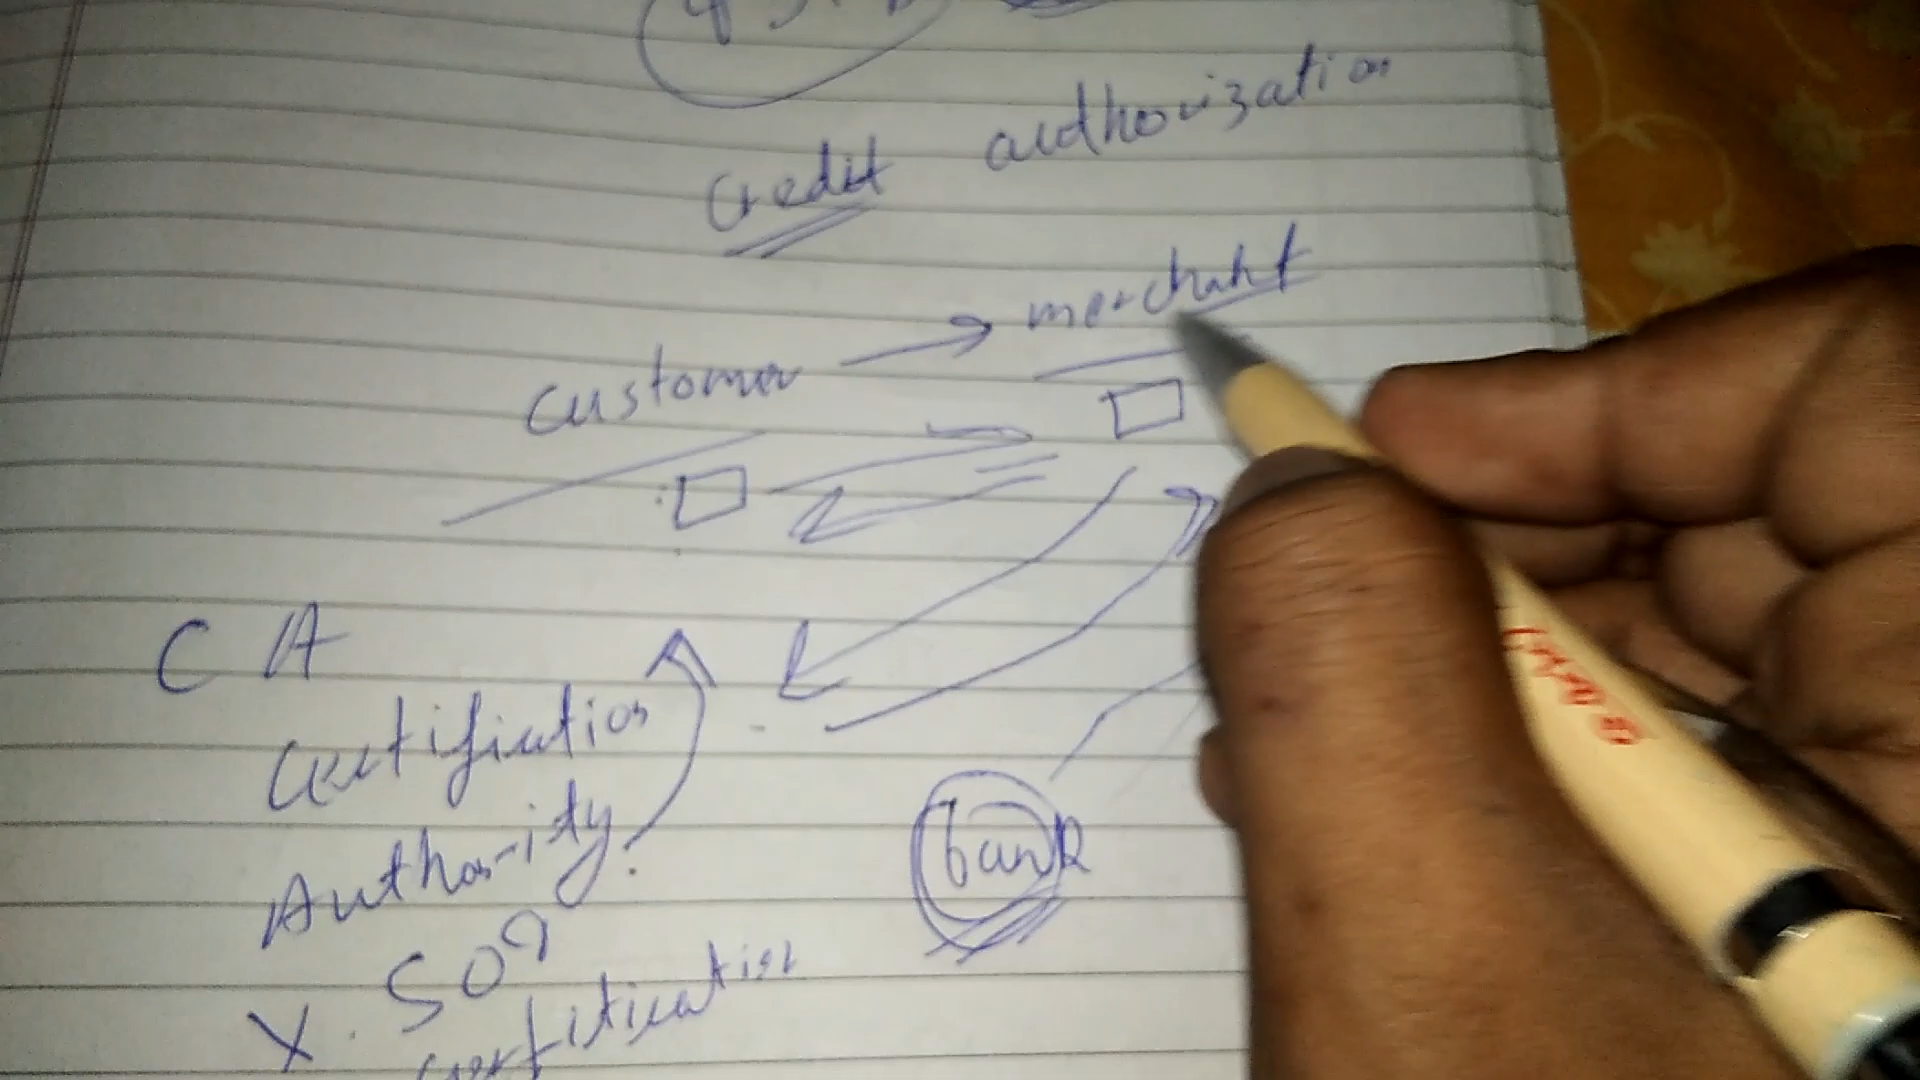 Credit authorization
customer → merchant
C A
Certification
Authority
bank
X.509
certification